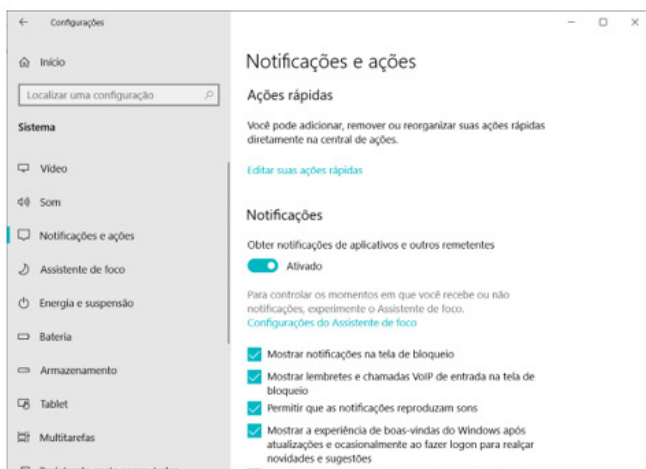 Configurações
Início
Localizar uma configuração
Sistema
Vídeo
Som
Notificações e ações
Assistente de foco
Energia e suspensão
Bateria
Armazenamento
Tablet
Multitarefas
Notificações e ações
Ações rápidas
Você pode adicionar, remover ou reorganizar suas ações rápidas
diretamente na central de ações.
Editar suas ações rápidas
Notificações
Obter notificações de aplicativos e outros remetentes
Ativado
Para controlar os momentos em que você recebe ou não
notificações, experimente o Assistente de foco.
Configurações do Assistente de foco
Mostrar notificações na tela de bloqueio
Mostrar lembretes e chamadas VoIP de entrada na tela de
bloqueio
Permitir que as notificações reproduzam sons
Mostrar a experiência de boas-vindas do Windows após
atualizações e ocasionalmente ao fazer logon para realçar
novidades e sugestões